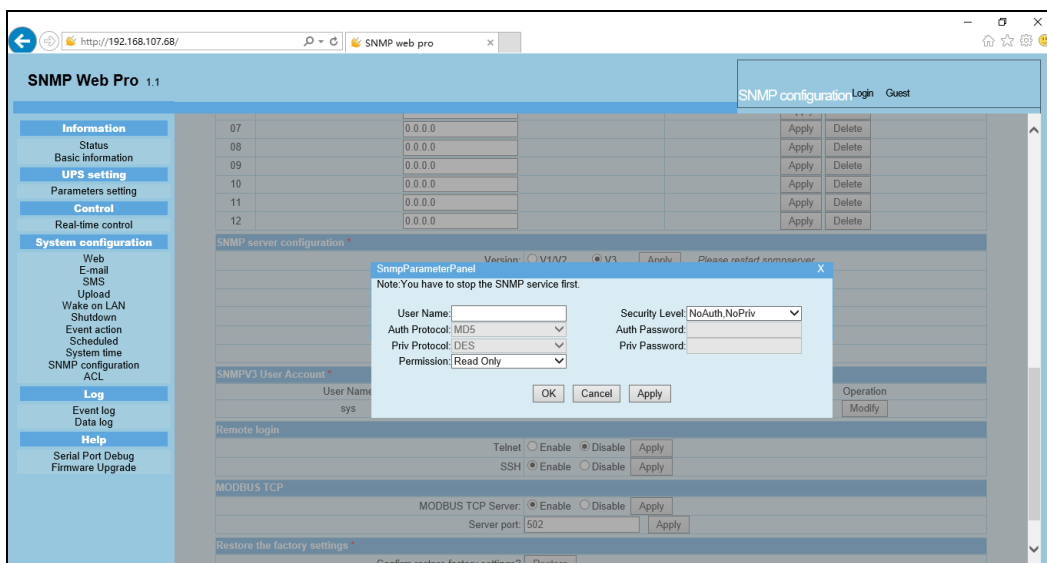 http://192.168.107.68/
SNMP web pro
SNMP Web Pro 1.1
SNMP configuration Login Guest
Information
Status
Basic information
UPS setting
Parameters setting
Control
Real-time control
System configuration
Web
E-mail
SMS
Upload
Wake on LAN
Shutdown
Event action
Scheduled
System time
SNMP configuration
ACL
Log
Event log
Data log
Help
Serial Port Debug
Firmware Upgrade
07 0.0.0.0 Apply Delete
08 0.0.0.0 Apply Delete
09 0.0.0.0 Apply Delete
10 0.0.0.0 Apply Delete
11 0.0.0.0 Apply Delete
12 0.0.0.0 Apply Delete
SNMP server configuration *
Version: V1/V2 V3 Apply Please restart snmpserver
SnmpParameterPanel X
Note:You have to stop the SNMP service first.
User Name: Security Level: NoAuth,NoPriv
Auth Protocol: MD5 Auth Password:
Priv Protocol: DES Priv Password:
Permission: Read Only
OK Cancel Apply
SNMPV3 User Account *
User Name Operation
sys Modify
Remote login
Telnet Enable Disable Apply
SSH Enable Disable Apply
MODBUS TCP
MODBUS TCP Server: Enable Disable Apply
Server port: 502 Apply
Restore the factory settings *
Confirm restore factory settings? Restore